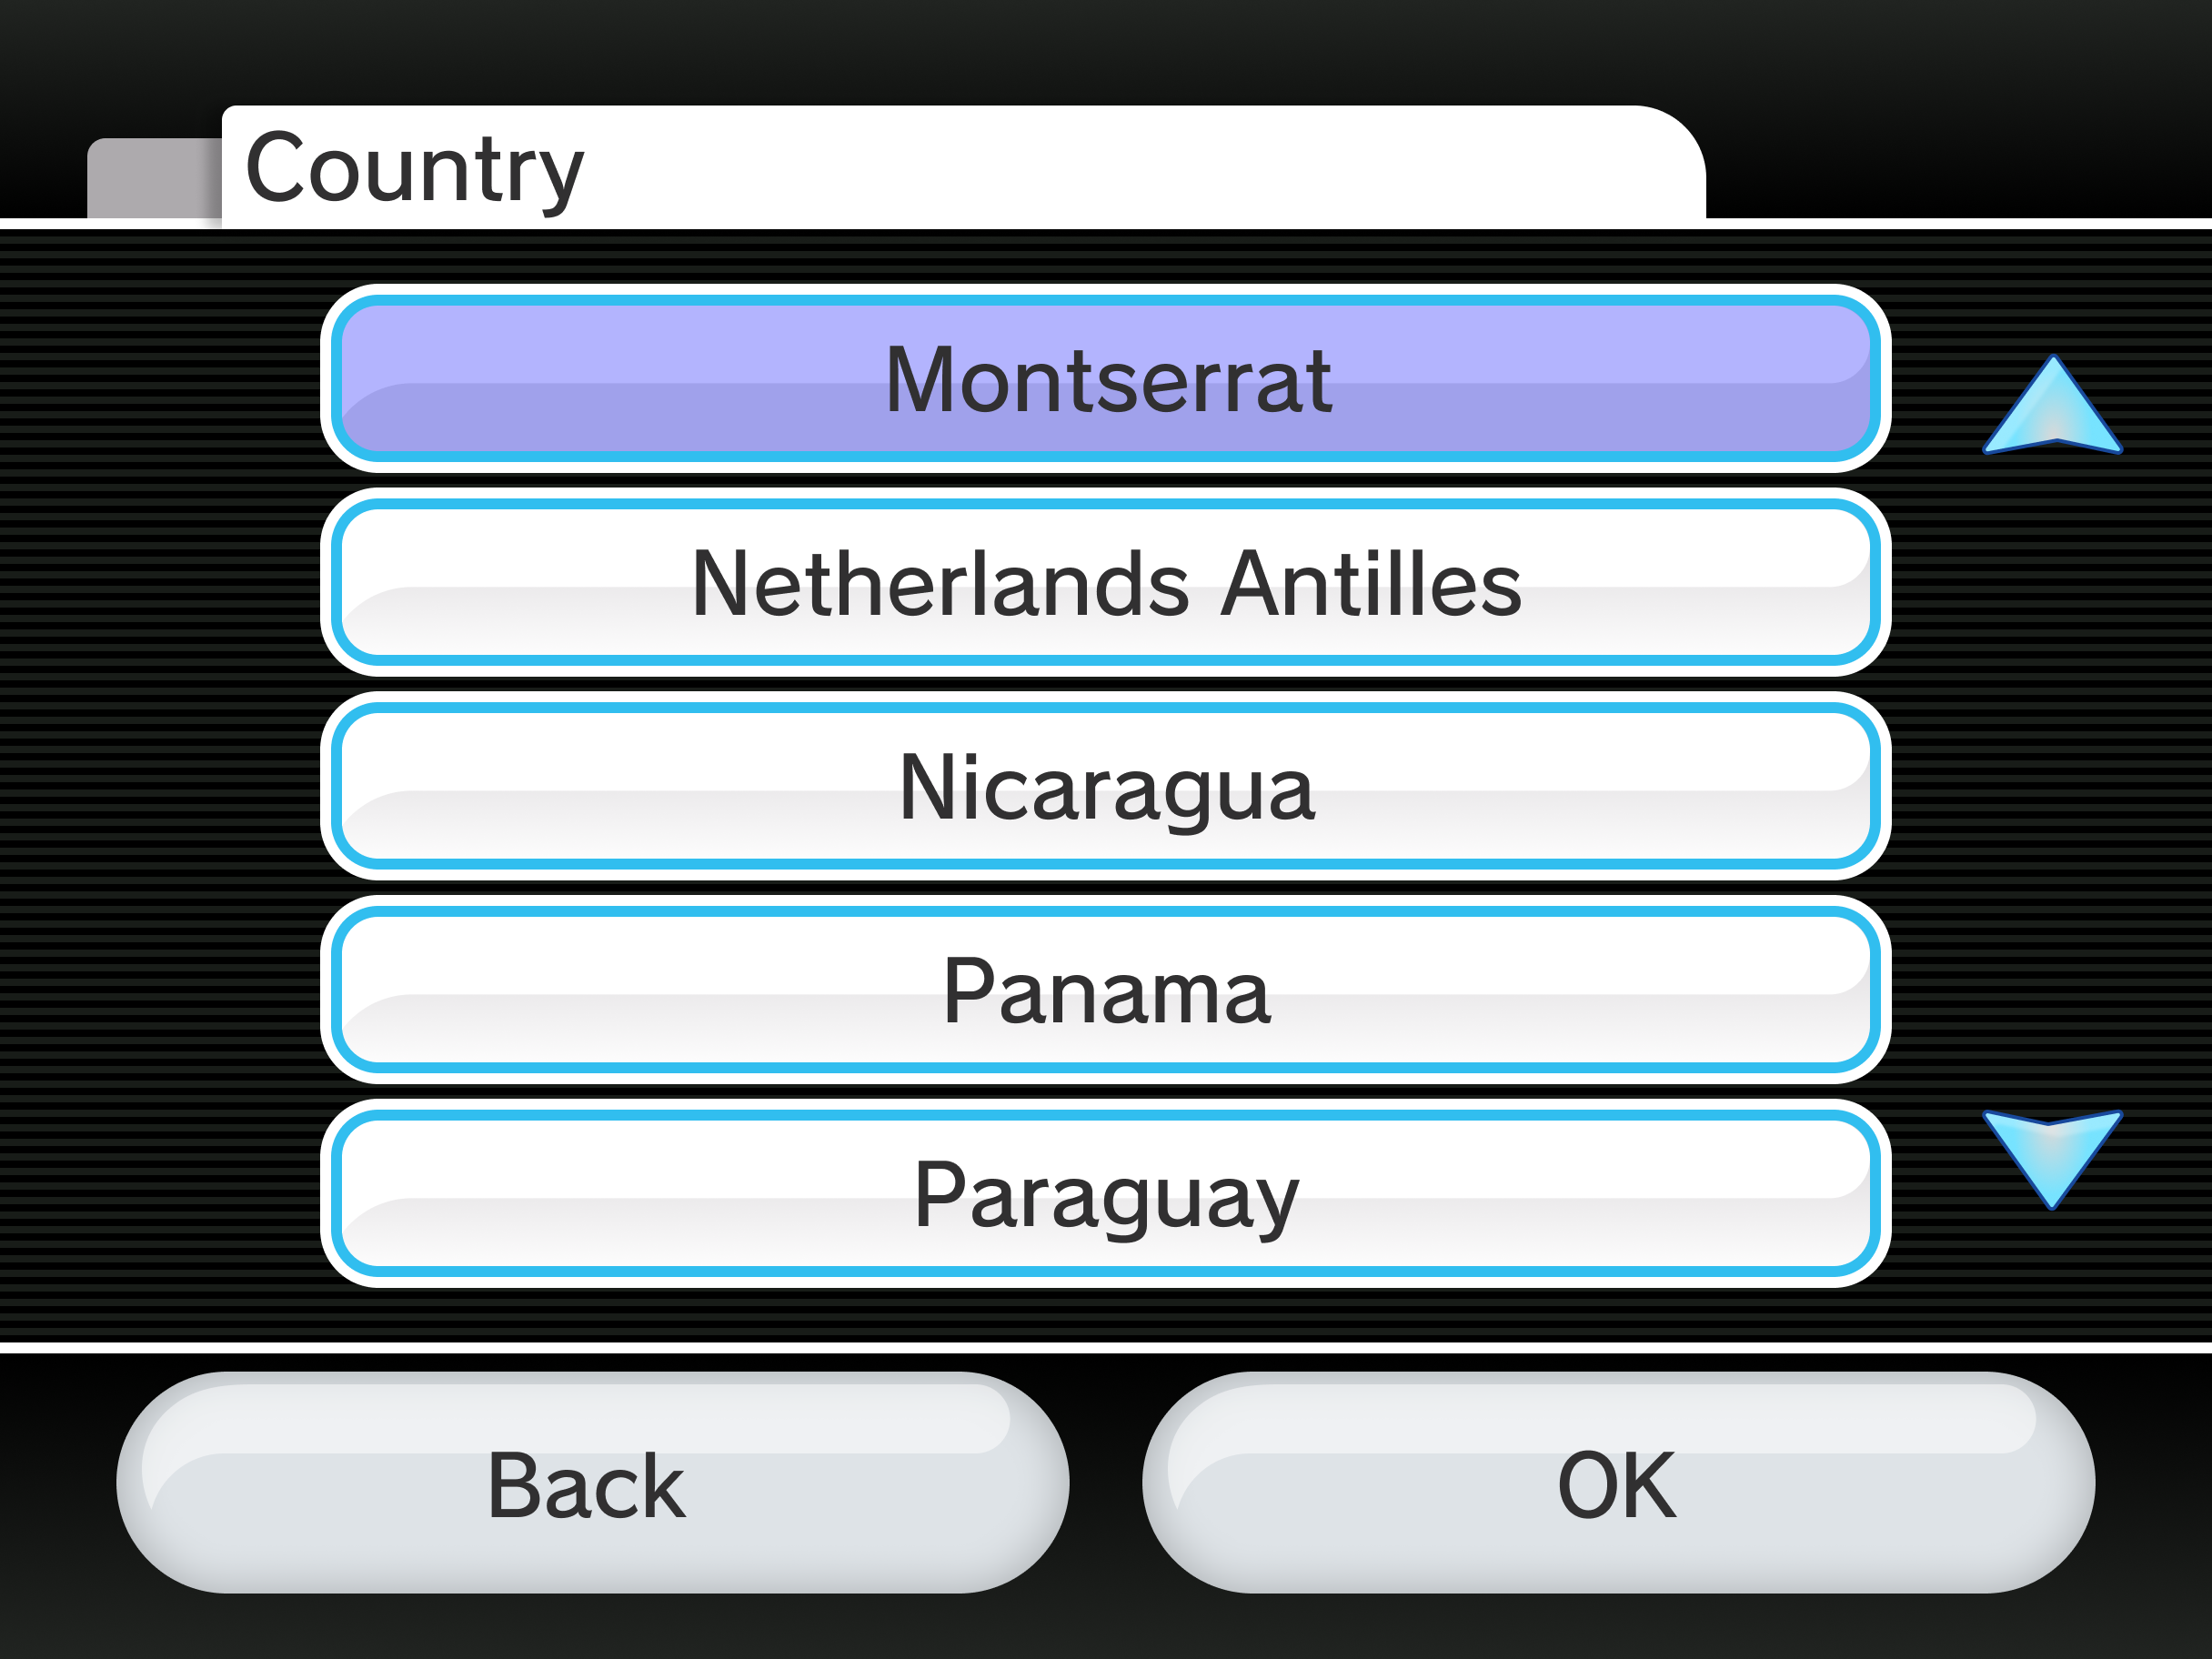 Country
Montserrat
Netherlands Antilles
Nicaragua
Panama
Paraguay
Back
OK